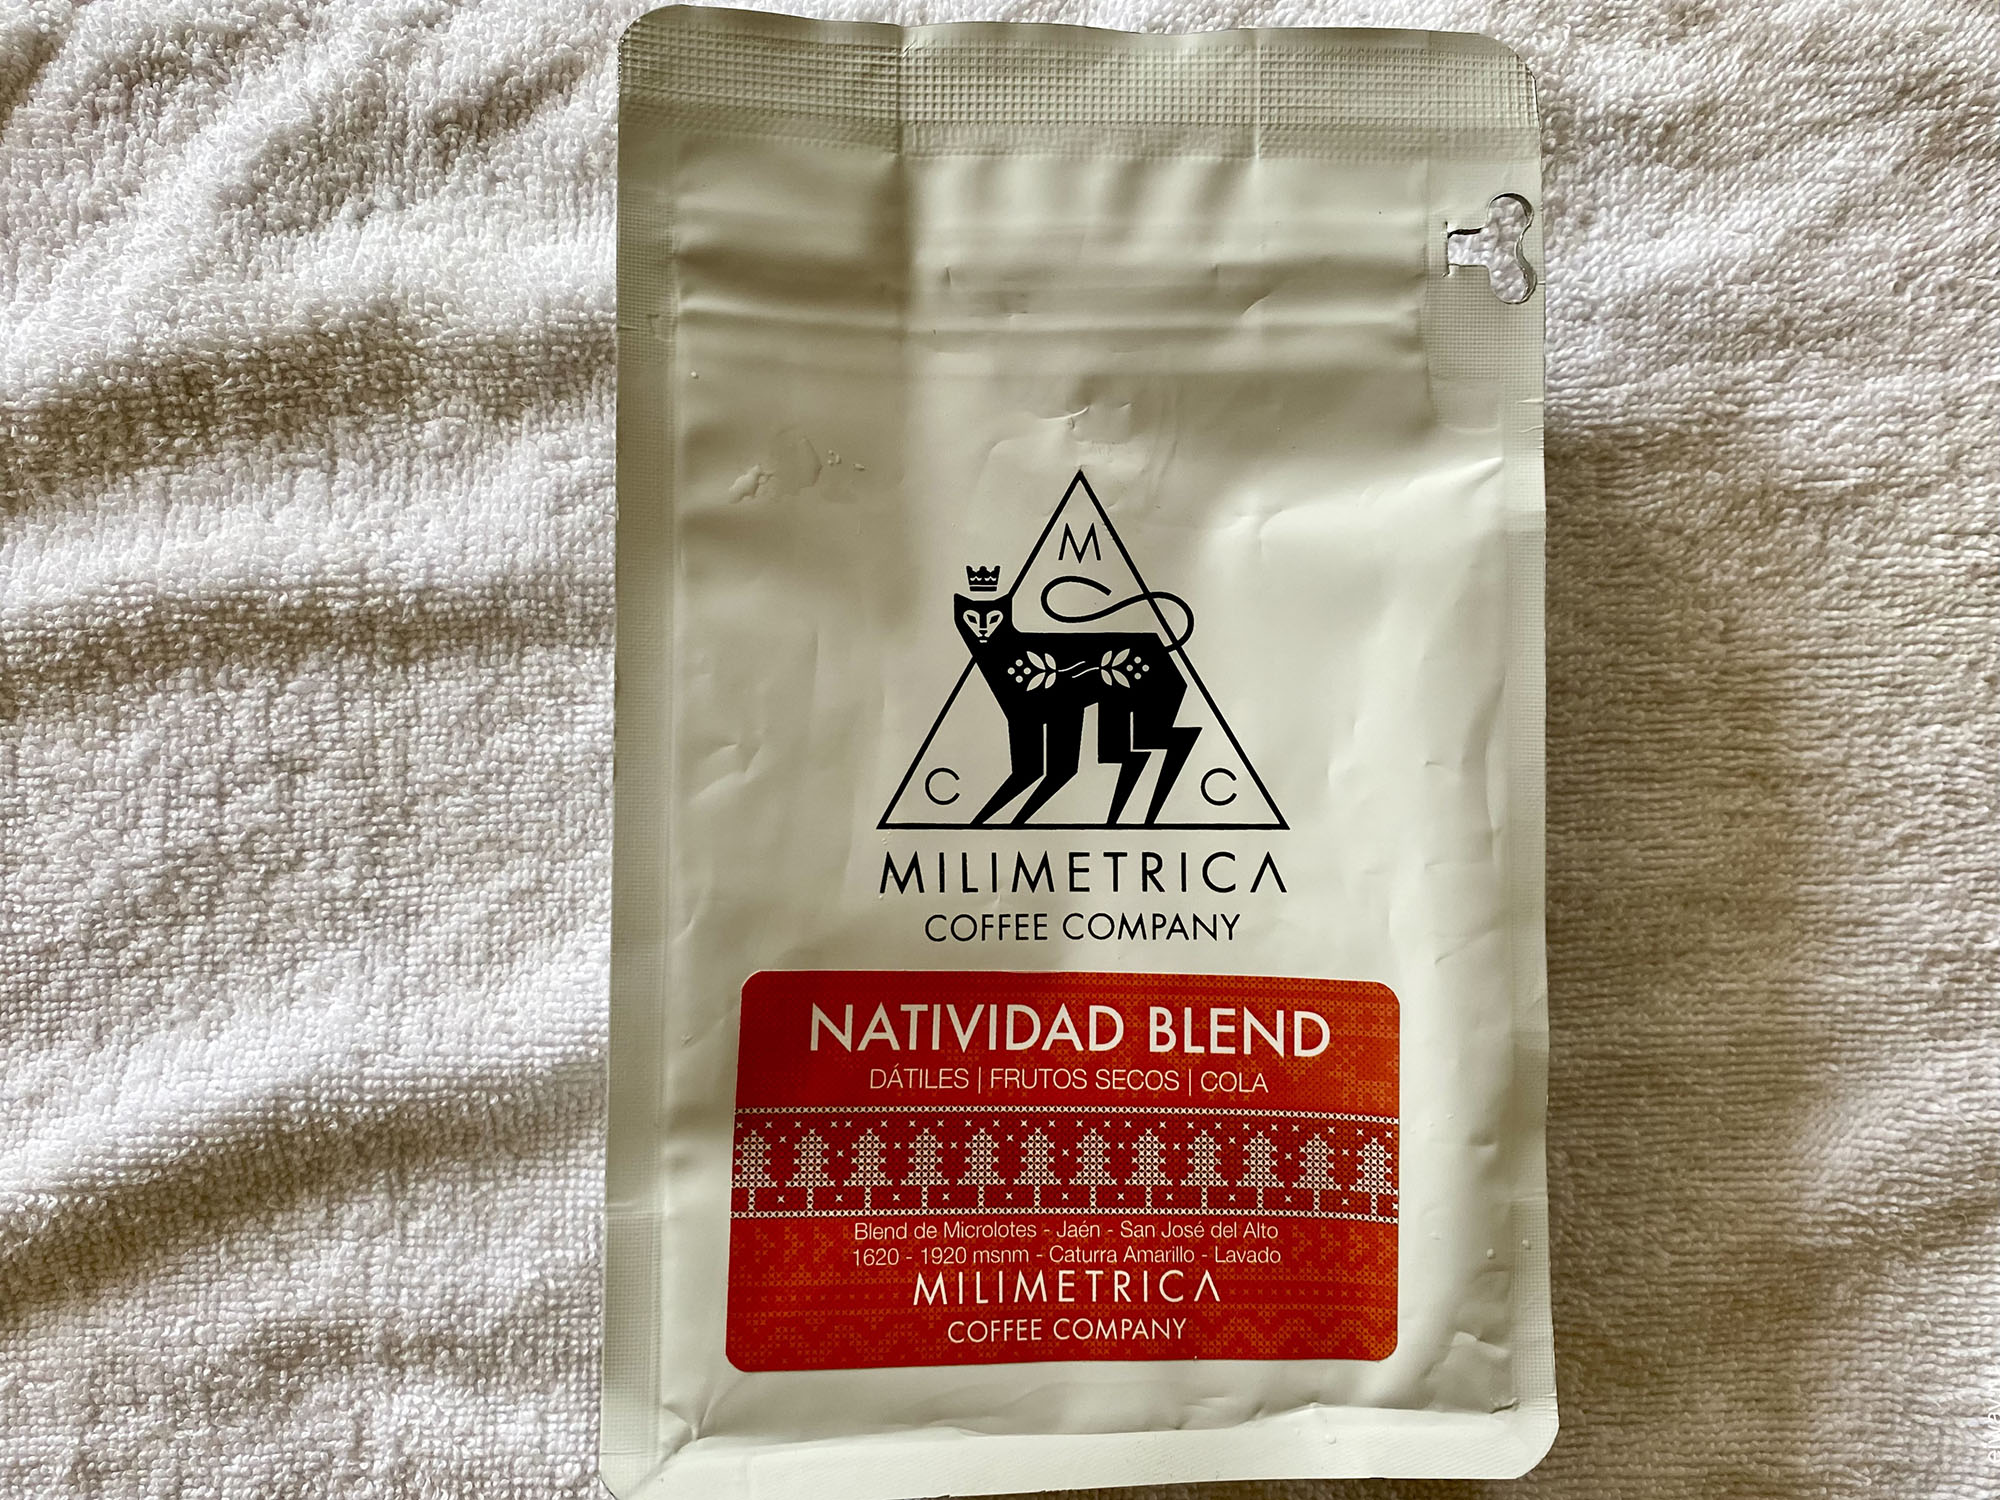 M
C C
MILIMETRICA
COFFEE COMPANY
NATIVIDAD BLEND
DÁTILES | FRUTOS SECOS | COLA
Blend de Microlotes - Jaén - San José del Alto
1620 - 1920 msnm - Caturra Amarillo - Lavado
MILIMETRICA
COFFEE COMPANY